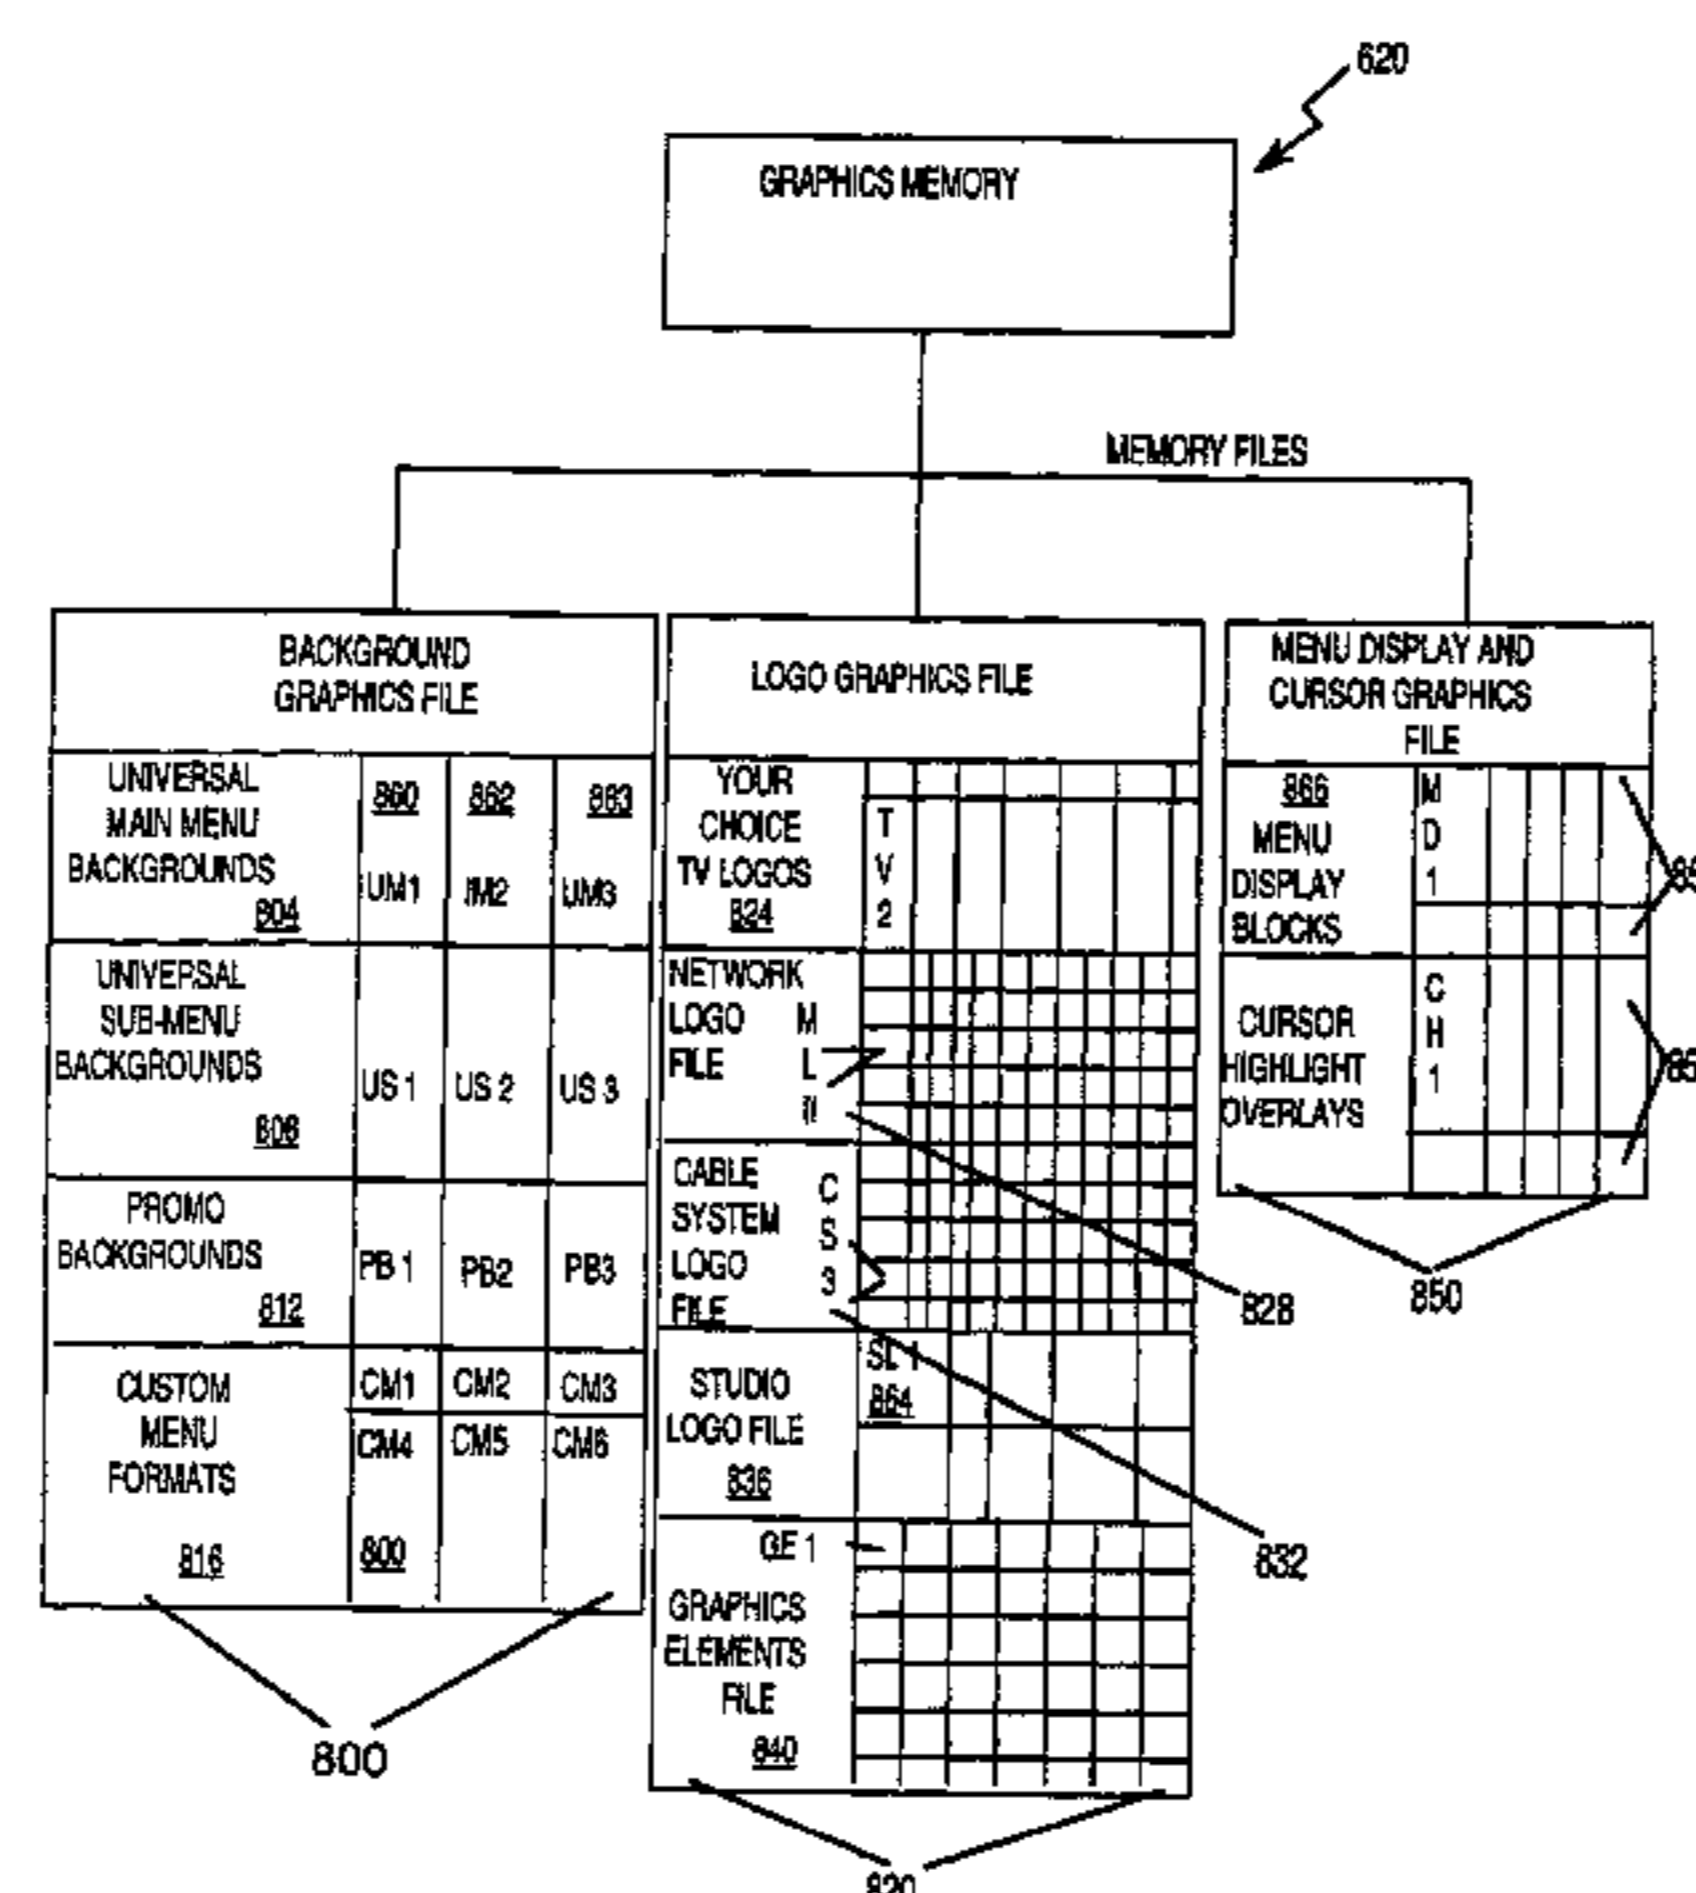 620
GRAPHICS MEMORY
MEMORY FILES
BACKGROUND
GRAPHICS FILE
UNIVERSAL
MAIN MENU
BACKGROUNDS
804
860
UM1
862
UM3
UNIVERSAL
SUB-MENU
BACKGROUNDS
808
US 1
US 2
US 3
PROMO
BACKGROUNDS
812
PB 1
PB2
PB3
CUSTOM
MENU
FORMATS
816
CM1
CM2
CM3
CM4
CM5
CM6
800
800
LOGO GRAPHICS FILE
YOUR
CHOICE
TV LOGOS
824
T
V
2
NETWORK
LOGO
FILE
M
L
828
CABLE
SYSTEM
LOGO
FILE
C
S
3
832
STUDIO
LOGO FILE
836
SL 1
864
GE 1
GRAPHICS
ELEMENTS
FILE
840
820
MENU DISPLAY AND
CURSOR GRAPHICS
FILE
866
MENU
DISPLAY
BLOCKS
M
D
1
CURSOR
HIGHLIGHT
OVERLAYS
C
H
1
850